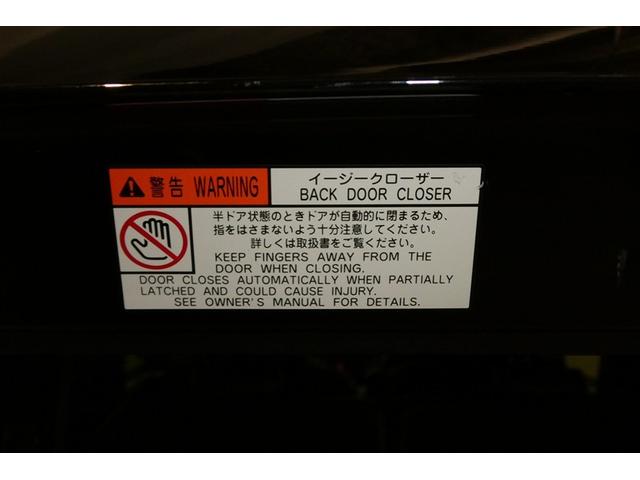 警告 WARNING
イージークローザー
BACK DOOR CLOSER
半ドア状態のときドアが自動的に閉まるため、
指をはさまないよう十分注意してください。
詳しくは取扱書をご覧ください。
KEEP FINGERS AWAY FROM THE
DOOR WHEN CLOSING.
DOOR CLOSES AUTOMATICALLY WHEN PARTIALLY
LATCHED AND COULD CAUSE INJURY.
SEE OWNER'S MANUAL FOR DETAILS.